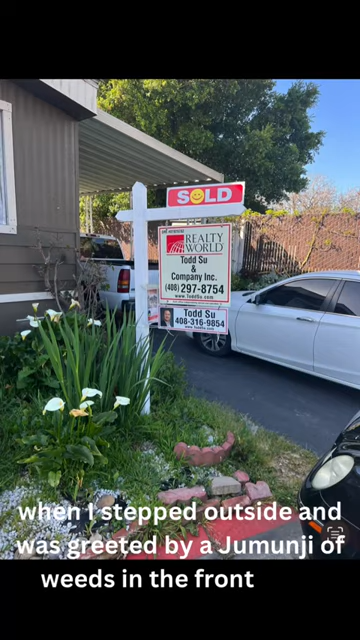 SOLD
REALTY
WORLD
Todd Su
&
Company Inc.
(408) 297-8754
www.ToddSu.com
Todd Su
408-316-9854
when I stepped outside and
was greeted by a Jumunji of
weeds in the front